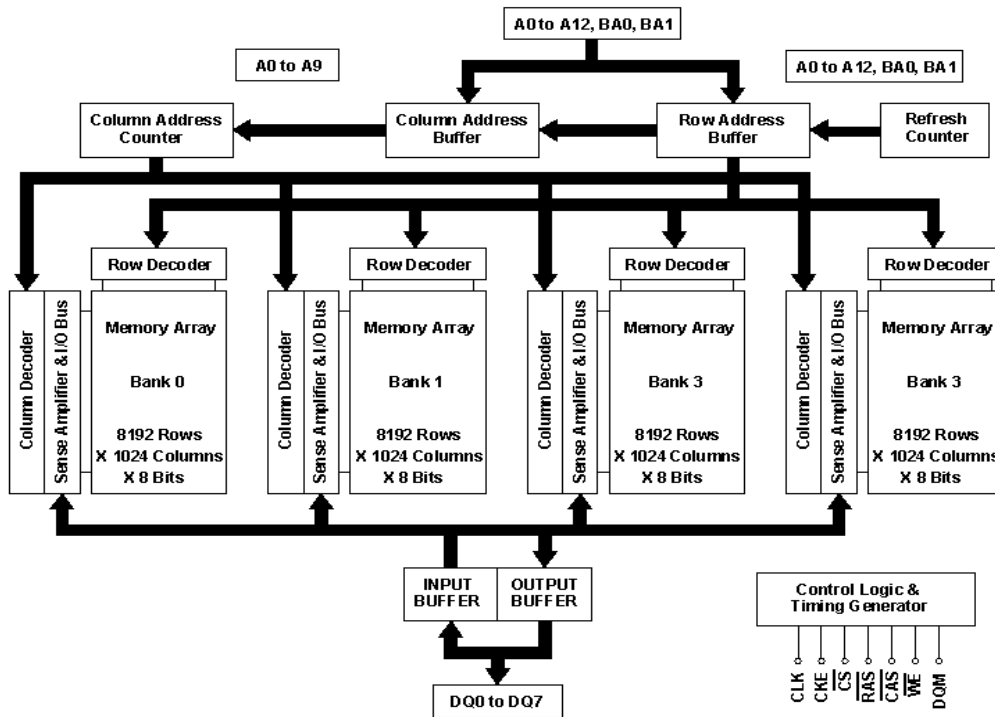 A0 to A12, BA0, BA1
A0 to A9
A0 to A12, BA0, BA1
Column Address
Counter
Column Address
Buffer
Row Address
Buffer
Refresh
Counter
Row Decoder
Row Decoder
Row Decoder
Row Decoder
Column Decoder
Sense Amplifier & I/O Bus
Memory Array
Bank 0
8192 Rows
X 1024 Columns
X 8 Bits
Column Decoder
Sense Amplifier & I/O Bus
Memory Array
Bank 1
8192 Rows
X 1024 Columns
X 8 Bits
Column Decoder
Sense Amplifier & I/O Bus
Memory Array
Bank 3
8192 Rows
X 1024 Columns
X 8 Bits
Column Decoder
Sense Amplifier & I/O Bus
Memory Array
Bank 3
8192 Rows
X 1024 Columns
X 8 Bits
INPUT
BUFFER
OUTPUT
BUFFER
DQ0 to DQ7
Control Logic &
Timing Generator
CLK
CKE
CS
RAS
CAS
WE
DQM